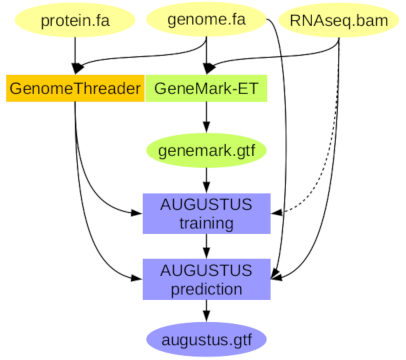 protein.fa
genome.fa
RNAseq.bam
GenomeThreader
GeneMark-ET
genemark.gtf
AUGUSTUS
training
AUGUSTUS
prediction
augustus.gtf